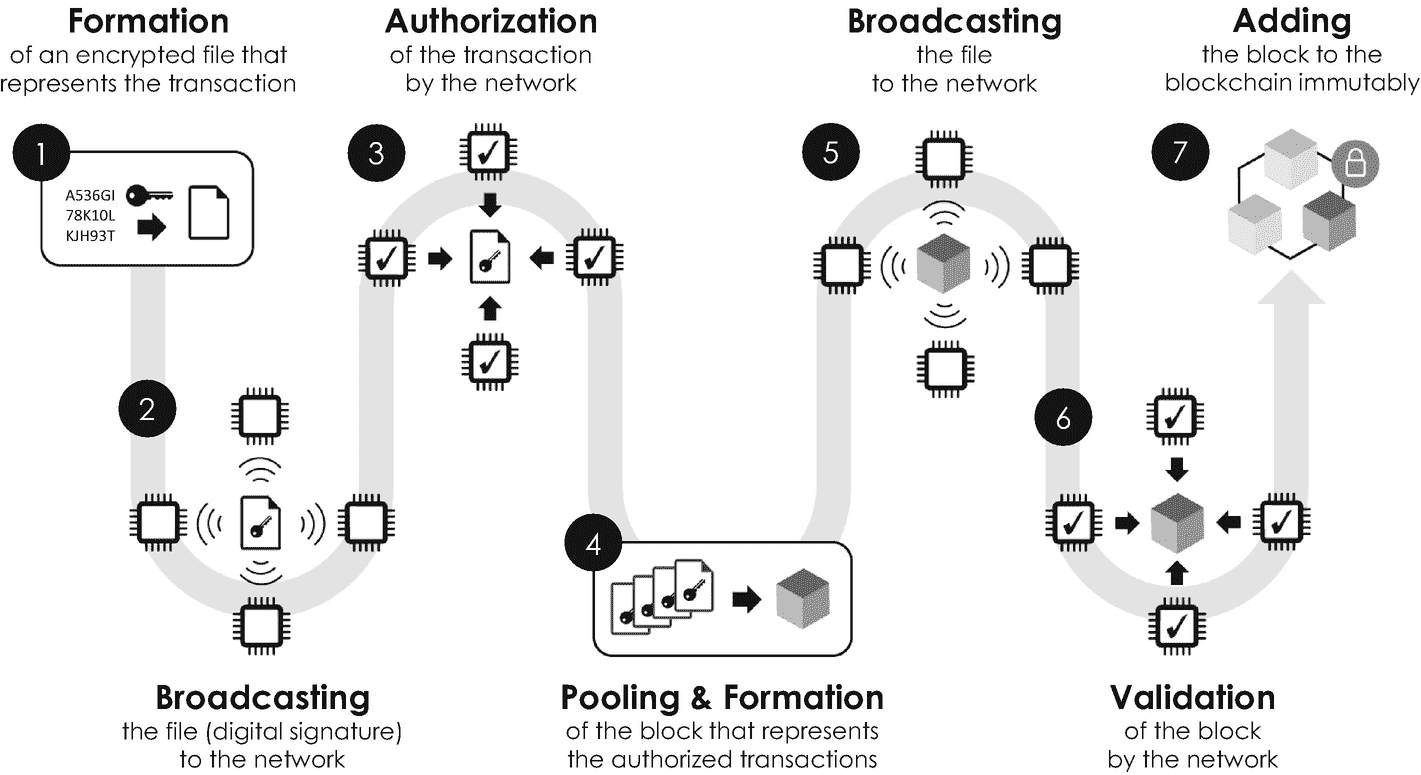 Formation
of an encrypted file that
represents the transaction
Authorization
of the transaction
by the network
Broadcasting
the file
to the network
Adding
the block to the
blockchain immutably
1
A536GI
78K10L
KJH93T
3
5
7
2
6
4
Broadcasting
the file (digital signature)
to the network
Pooling & Formation
of the block that represents
the authorized transactions
Validation
of the block
by the network